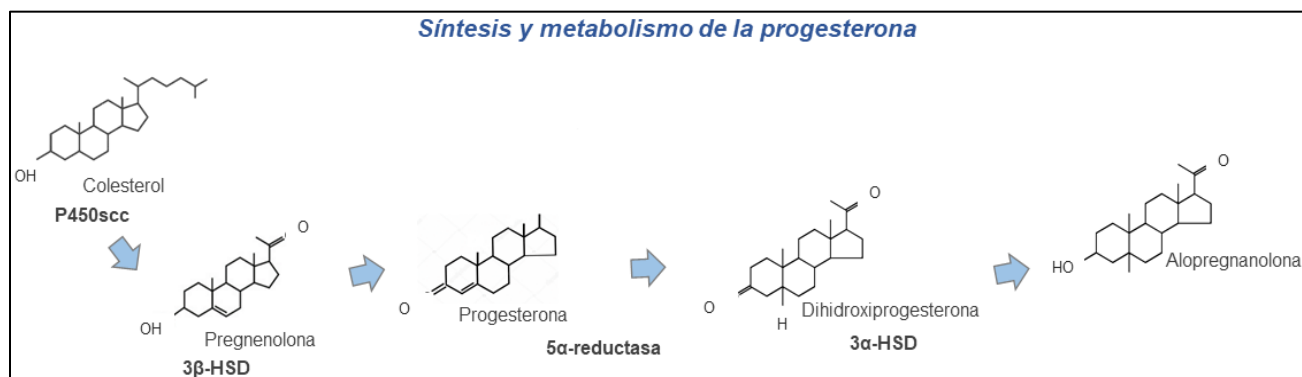 Síntesis y metabolismo de la progesterona
OH
Colesterol
P450scc
O
OH
Pregnenolona
3β-HSD
O
Progesterona
5α-reductasa
O
O
H
Dihidroxiprogesterona
3α-HSD
O
HO
Alopregnanolona